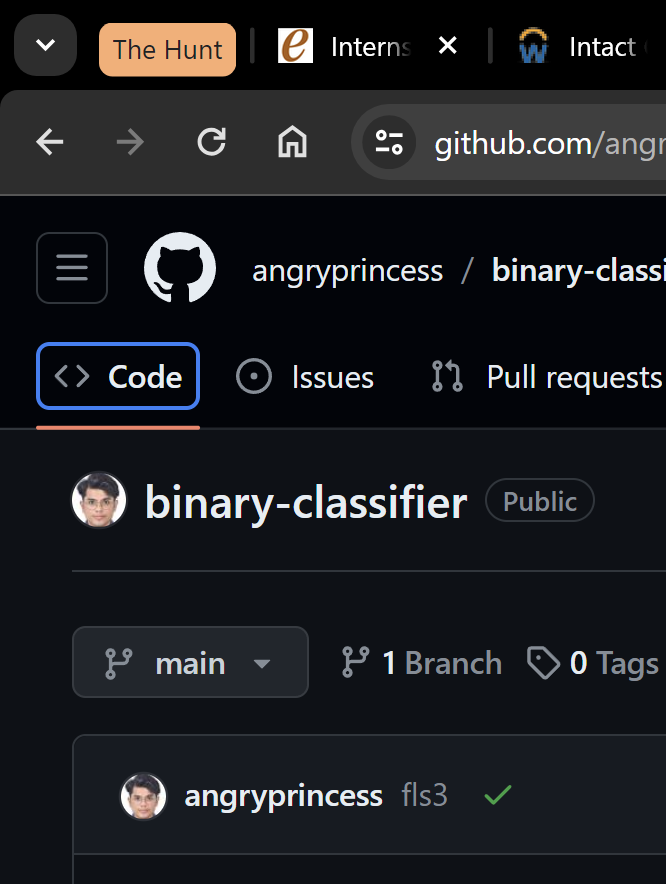 The Hunt Interns Intact
github.com/angr
angryprincess / binary-classi
Code Issues Pull requests
binary-classifier Public
main 1 Branch 0 Tags
angryprincess fls3